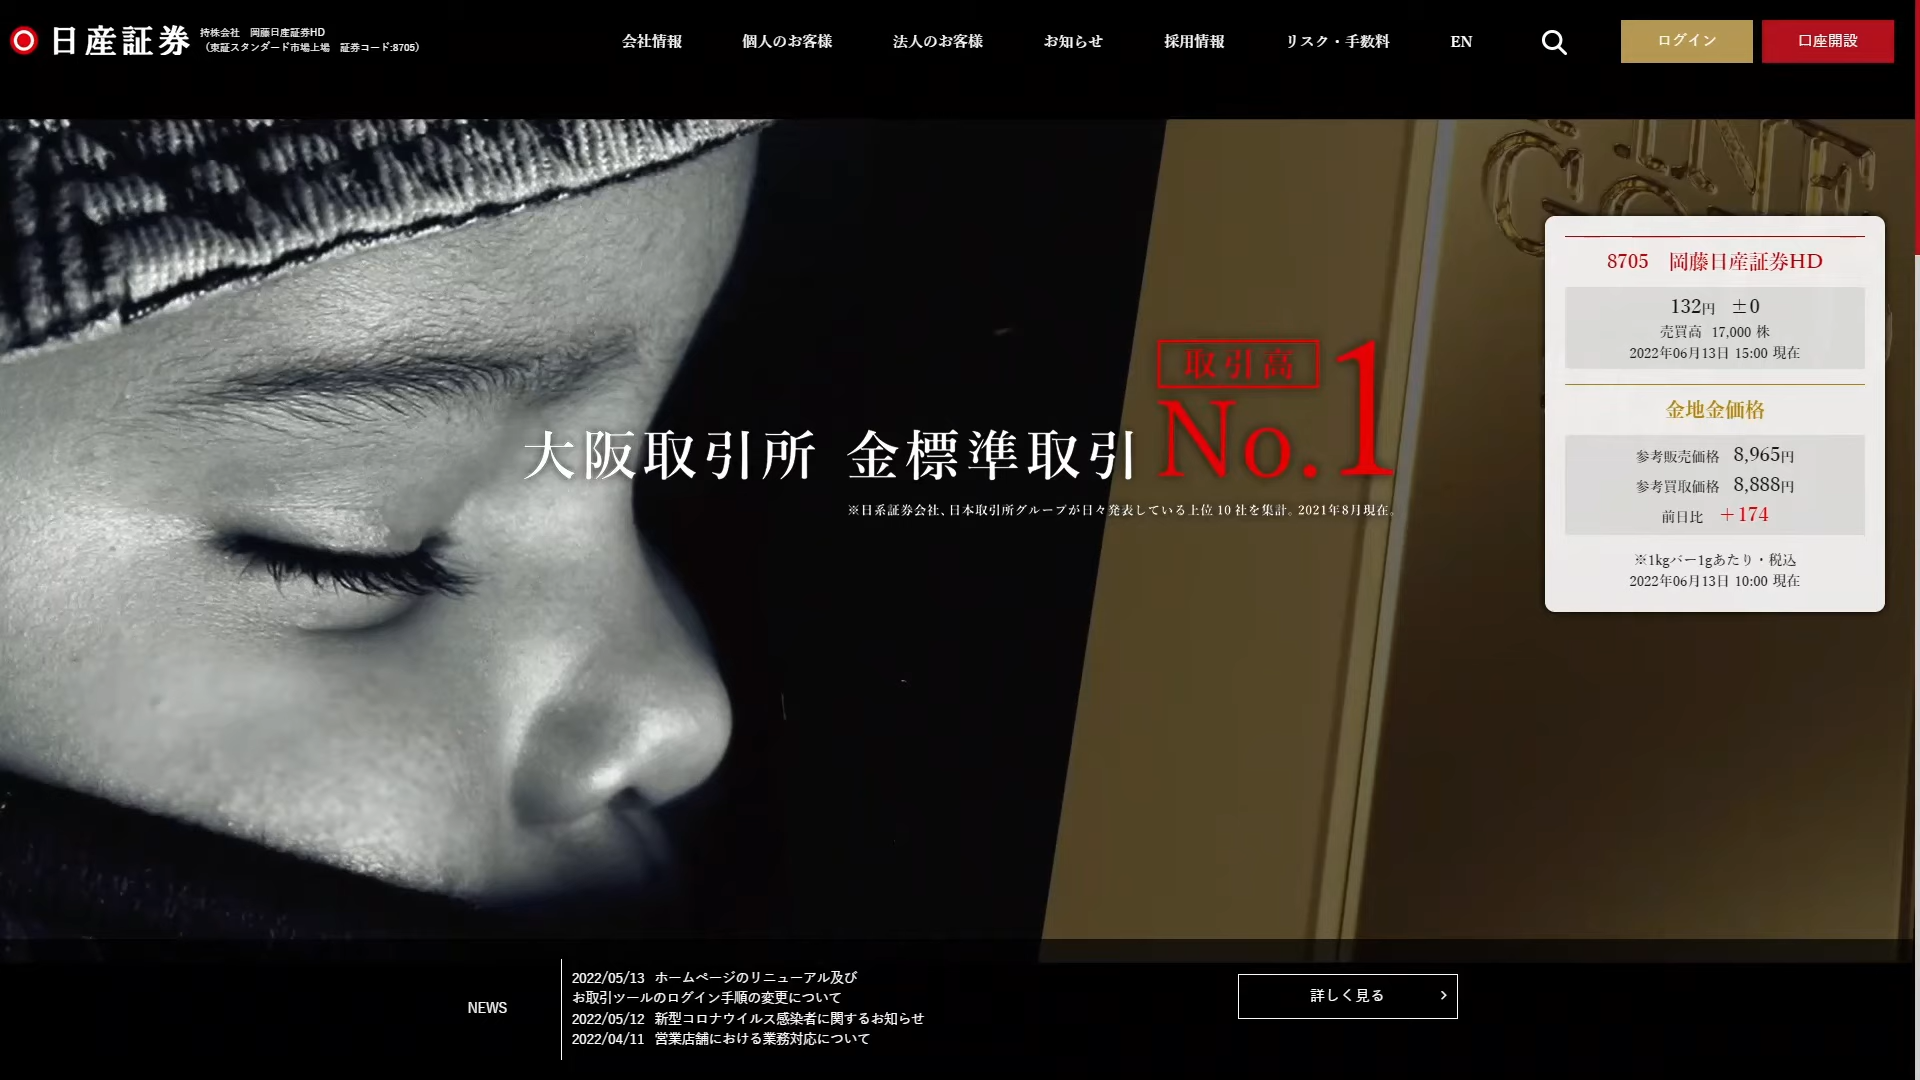 日産証券
持株会社 岡藤日産証券HD
（東証スタンダード市場上場 証券コード:8705）
会社情報 個人のお客様 法人のお客様 お知らせ 採用情報 リスク・手数料 EN
ログイン 口座開設
8705 岡藤日産証券HD
132円 ±0
売買高 17,000 株
2022年06月13日 15:00 現在
金地金価格
参考販売価格 8,965円
参考買取価格 8,888円
前日比 +174
※1kgバー1gあたり・税込
2022年06月13日 10:00 現在
取引高
大阪取引所 金標準取引 No.1
※日系証券会社、日本取引所グループが日々発表している上位10社を集計。2021年8月現在。
NEWS
2022/05/13 ホームページのリニューアル及び
お取引ツールのログイン手順の変更について
2022/05/12 新型コロナウイルス感染者に関するお知らせ
2022/04/11 営業店舗における業務対応について
詳しく見る